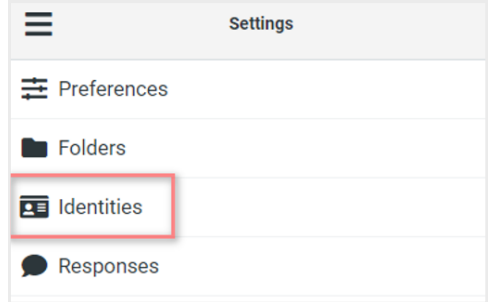 Settings
Preferences
Folders
Identities
Responses